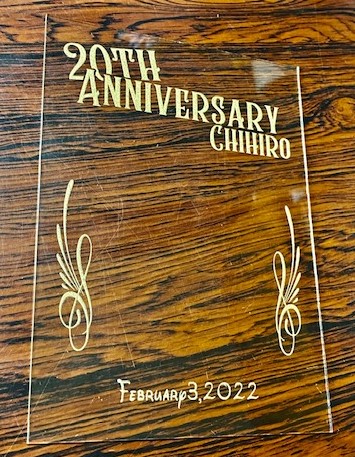 20TH
ANNIVERSARY
CHIHIRO
February 3, 2022